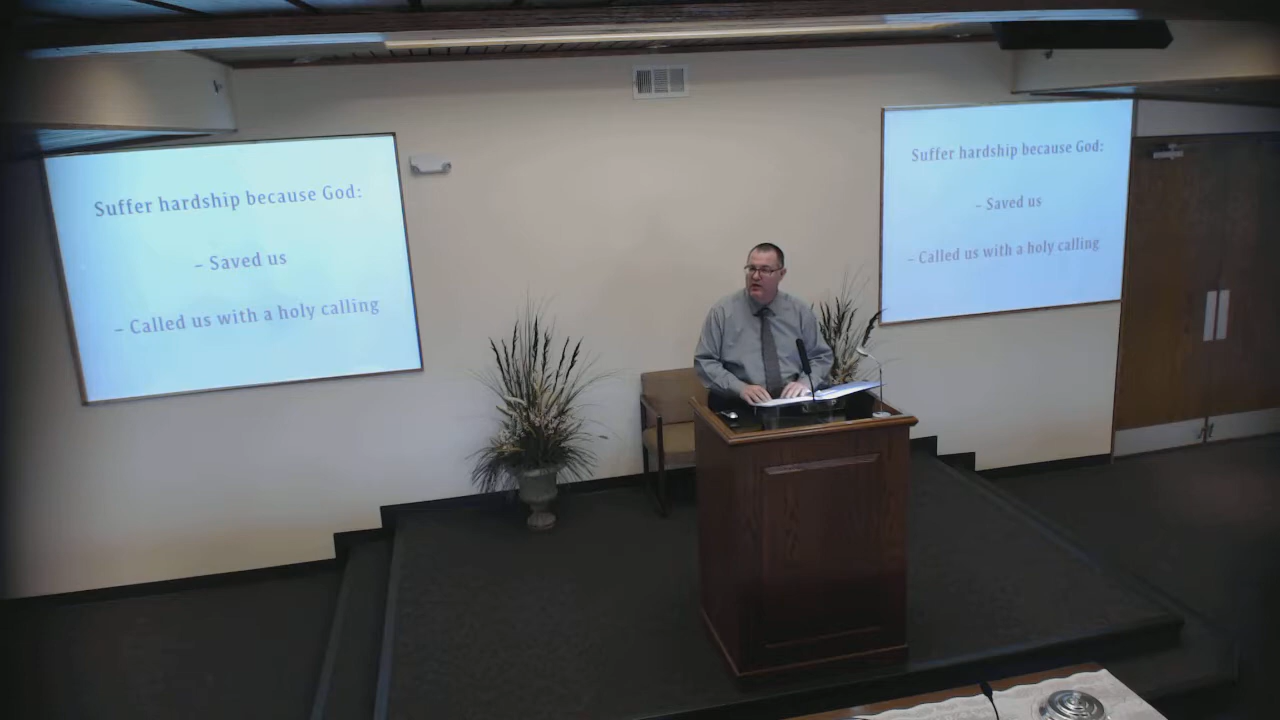 Suffer hardship because God:
– Saved us
– Called us with a holy calling
Suffer hardship because God:
– Saved us
– Called us with a holy calling